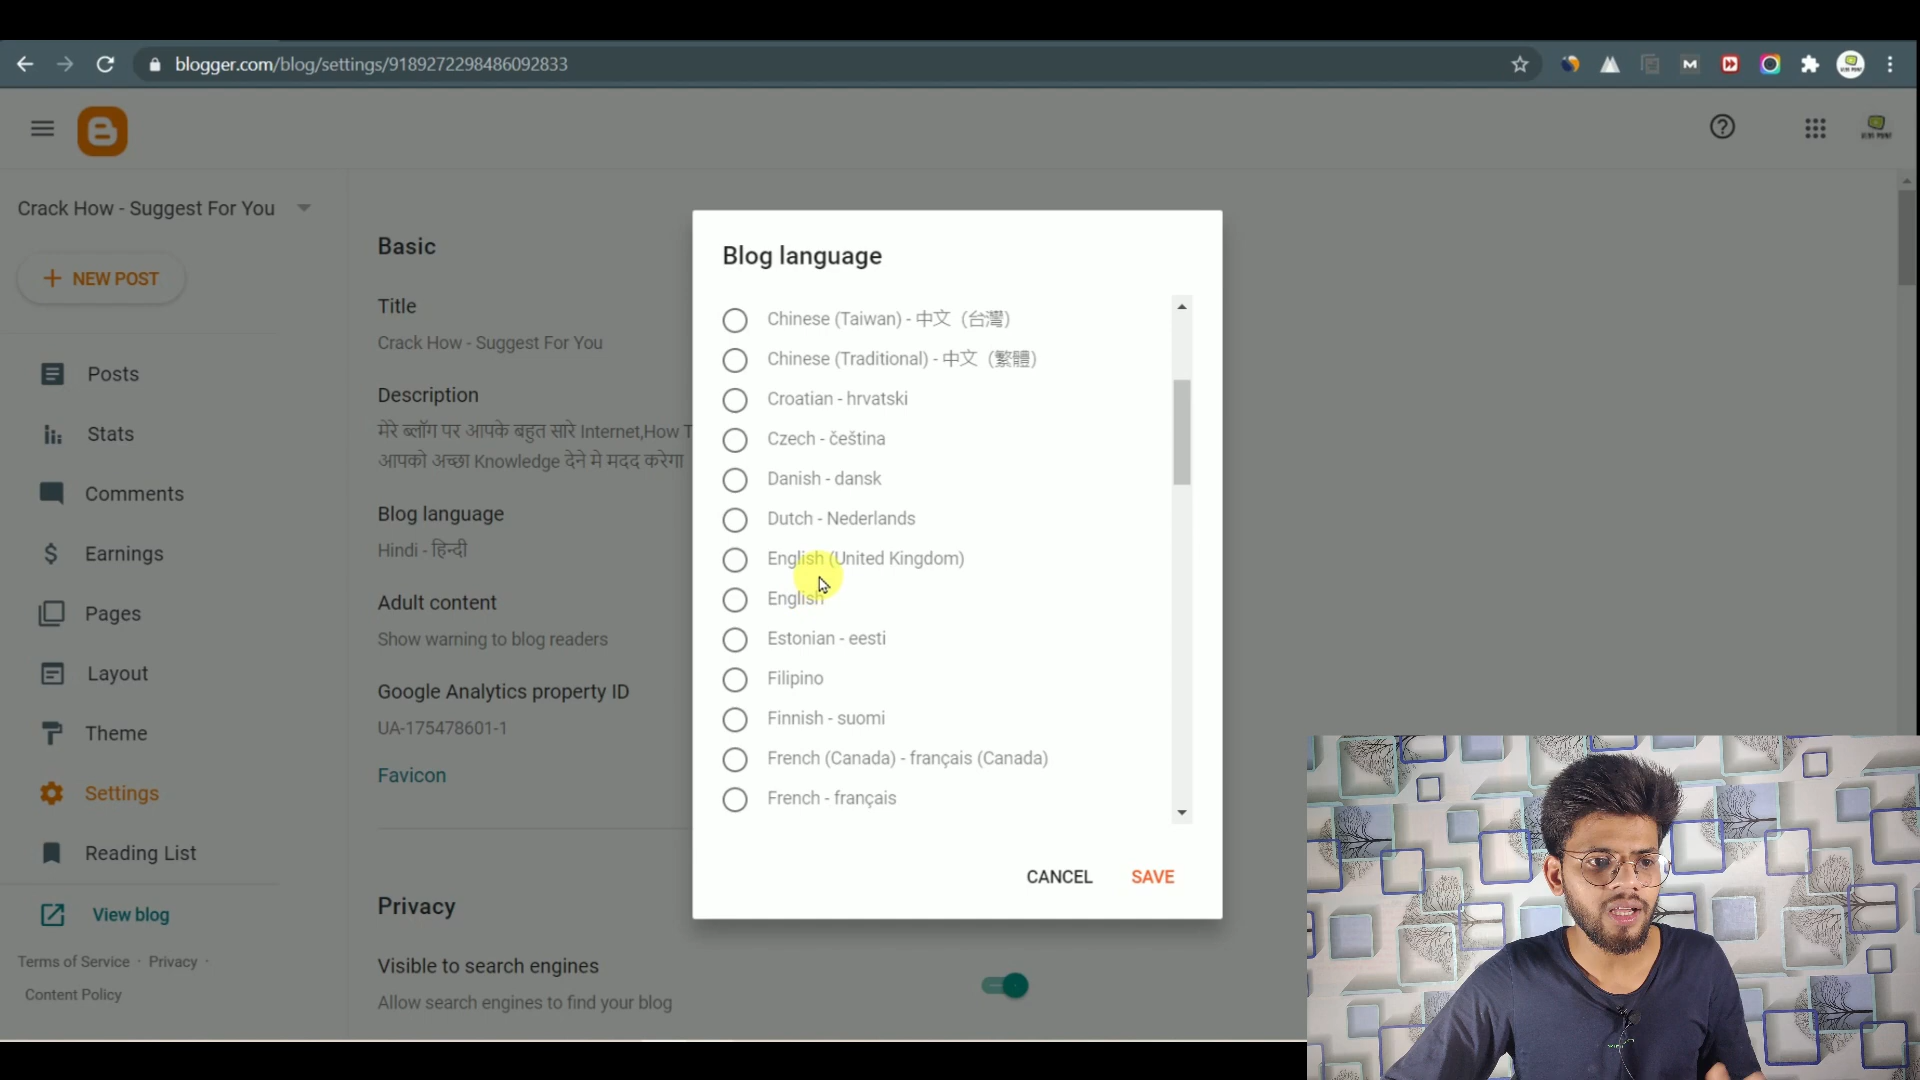 blogger.com/blog/settings/9189272298486092833
Crack How - Suggest For You
NEW POST
Posts
Stats
Comments
Earnings
Pages
Layout
Theme
Settings
Reading List
View blog
Terms of Service · Privacy ·
Content Policy
Basic
Title
Crack How - Suggest For You
Description
मेरे ब्लॉग पर आपके बहुत सारे Internet,How T
आपको अच्छा Knowledge देने मे मदद करेगा
Blog language
Hindi - हिन्दी
Adult content
Show warning to blog readers
Google Analytics property ID
UA-175478601-1
Favicon
Privacy
Visible to search engines
Allow search engines to find your blog
Blog language
Chinese (Taiwan) - 中文（台灣）
Chinese (Traditional) - 中文（繁體）
Croatian - hrvatski
Czech - čeština
Danish - dansk
Dutch - Nederlands
English (United Kingdom)
English
Estonian - eesti
Filipino
Finnish - suomi
French (Canada) - français (Canada)
French - français
CANCEL SAVE